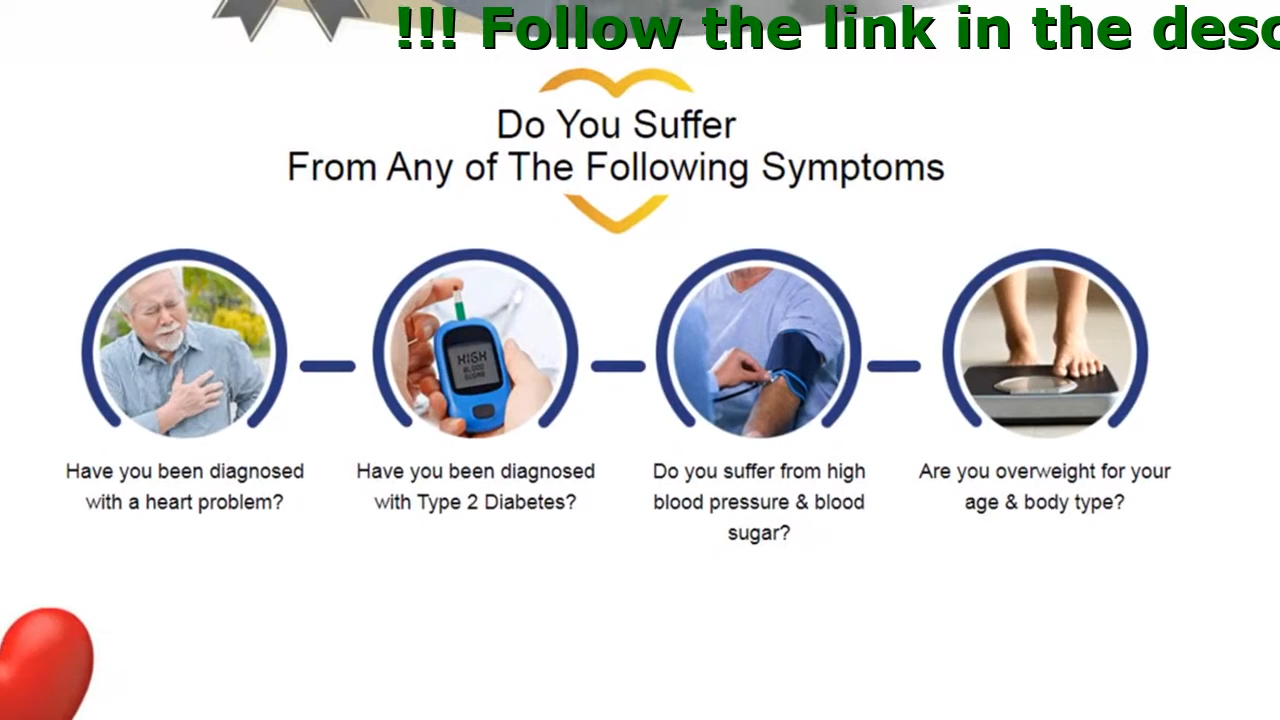 !!! Follow the link in the desc
Do You Suffer
From Any of The Following Symptoms
HIGH
BLOOD
SUGAR
Have you been diagnosed
with a heart problem?
Have you been diagnosed
with Type 2 Diabetes?
Do you suffer from high
blood pressure & blood
sugar?
Are you overweight for your
age & body type?